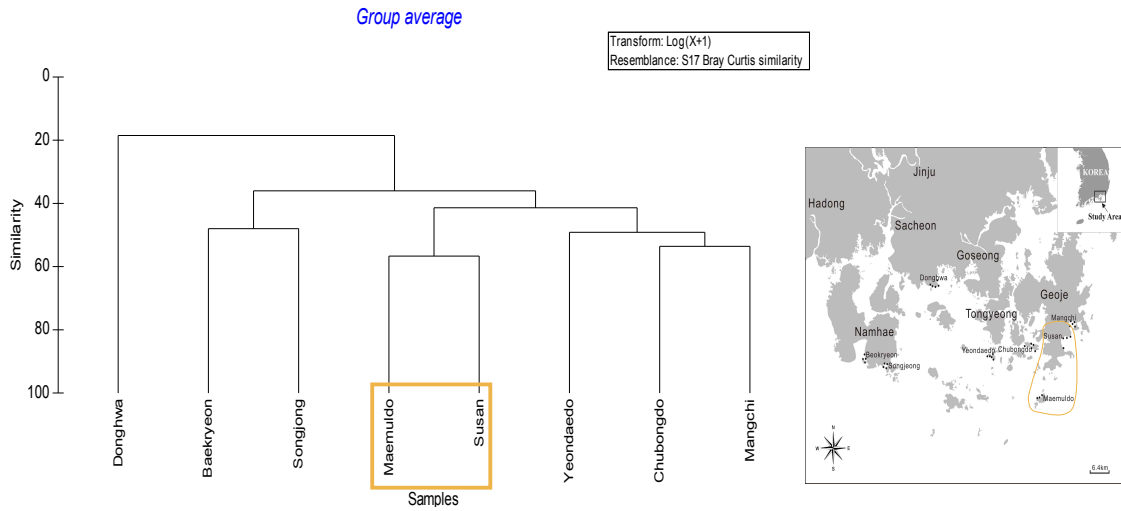 Group average
Transform: Log(X+1)
Resemblance: S17 Bray Curtis similarity
0
20
40
60
80
100
Similarity
Donghwa
Baekryeon
Songjong
Maemuldo
Susan
Yeondaedo
Chubongdo
Mangchi
Samples
KOREA
Study Area
Jinju
Hadong
Sacheon
Goseong
Donghwa
Geoje
Tongyeong
Mangchi
Namhae
Susan
Beokryeon
Yeondaedo
Chubongdo
Songjeong
Maemuldo
N
W
E
S
6.4km